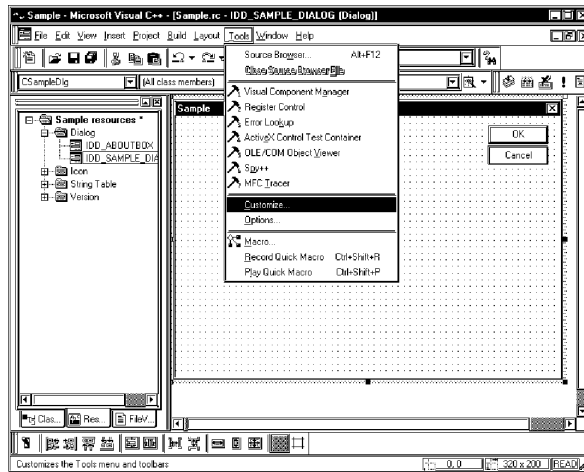 Sample - Microsoft Visual C++ - [Sample.rc - IDD_SAMPLE_DIALOG (Dialog)]
File Edit View Insert Project Build Layout Tools Window Help
CSampleDlg (All class members)
Source Browser... Alt+F12
Close Source Browser File
Visual Component Manager
Register Control
Error Lookup
ActiveX Control Test Container
OLE/COM Object Viewer
Spy++
MFC Tracer
Customize...
Options...
Macro...
Record Quick Macro Ctrl+Shift+R
Play Quick Macro Ctrl+Shift+P
Sample resources *
Dialog
IDD_ABOUTBOX
IDD_SAMPLE_DIA
Icon
String Table
Version
Sample
OK
Cancel
Clas... Res... FileV...
Customizes the Tools menu and toolbars 0, 0 320 x 200 READ